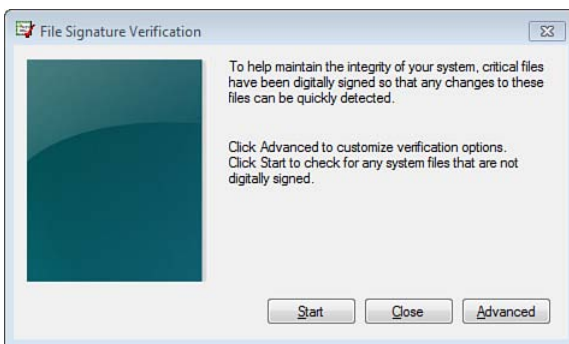 File Signature Verification
To help maintain the integrity of your system, critical files
have been digitally signed so that any changes to these
files can be quickly detected.
Click Advanced to customize verification options.
Click Start to check for any system files that are not
digitally signed.
Start Close Advanced